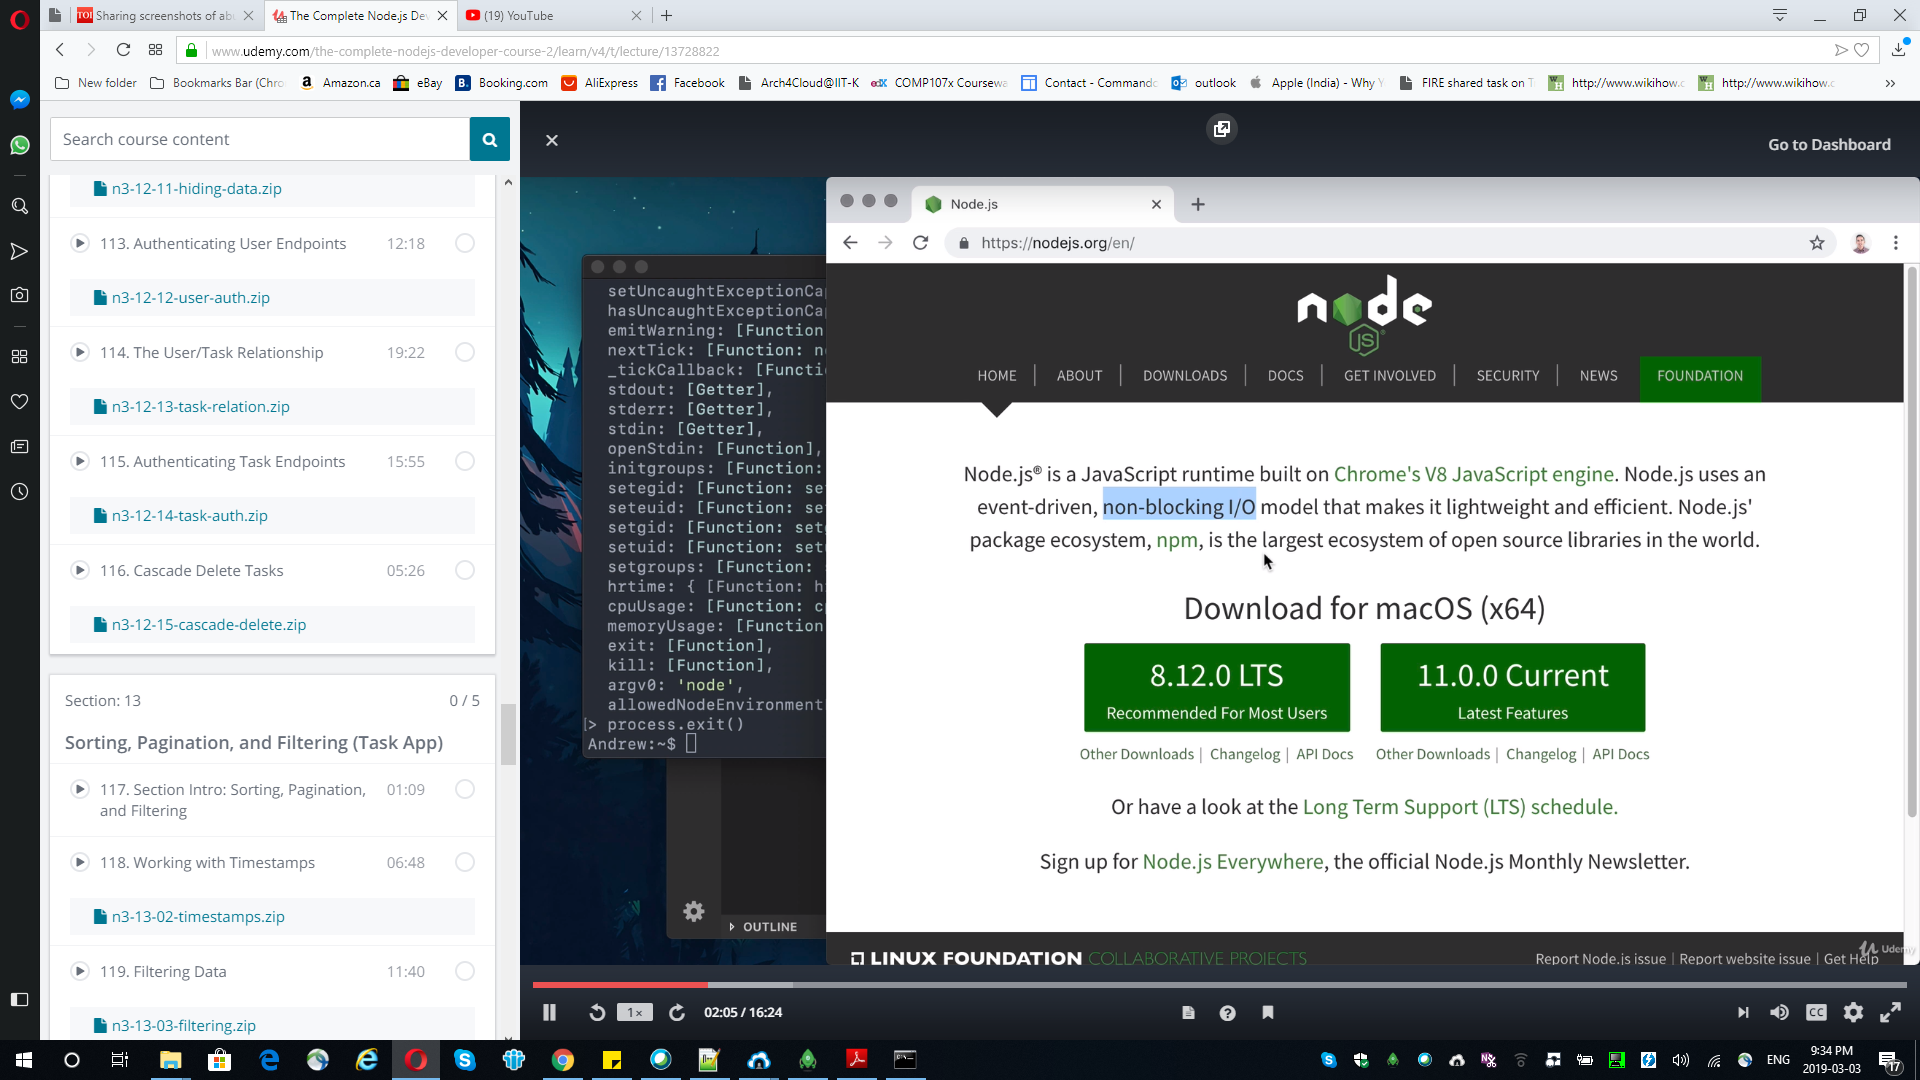 TOI Sharing screenshots of ab
The Complete Node.js Dev
(19) YouTube
www.udemy.com/the-complete-nodejs-developer-course-2/learn/v4/t/lecture/13728822
New folder
Bookmarks Bar (Chro
Amazon.ca
eBay
B. Booking.com
AliExpress
Facebook
Arch4Cloud@IIT-K
edX COMP107x Coursewa
Contact - Commando
outlook
Apple (India) - Why Y
FIRE shared task on T
http://www.wikihow.c
http://www.wikihow.c
Search course content
n3-12-11-hiding-data.zip
113. Authenticating User Endpoints 12:18
n3-12-12-user-auth.zip
114. The User/Task Relationship 19:22
n3-12-13-task-relation.zip
115. Authenticating Task Endpoints 15:55
n3-12-14-task-auth.zip
116. Cascade Delete Tasks 05:26
n3-12-15-cascade-delete.zip
Section: 13 0 / 5
Sorting, Pagination, and Filtering (Task App)
117. Section Intro: Sorting, Pagination, 01:09
and Filtering
118. Working with Timestamps 06:48
n3-13-02-timestamps.zip
119. Filtering Data 11:40
n3-13-03-filtering.zip
Go to Dashboard
setUncaughtExceptionCap
hasUncaughtExceptionCap
emitWarning: [Function
nextTick: [Function: ne
_tickCallback: [Functi
stdout: [Getter],
stderr: [Getter],
stdin: [Getter],
openStdin: [Function],
initgroups: [Function:
setegid: [Function: se
seteuid: [Function: se
setgid: [Function: set
setuid: [Function: set
setgroups: [Function:
hrtime: { [Function: h
cpuUsage: [Function: c
memoryUsage: [Function
exit: [Function],
kill: [Function],
argv0: 'node',
allowedNodeEnvironment
> process.exit()
Andrew:~$
OUTLINE
Node.js
https://nodejs.org/en/
node
JS
HOME | ABOUT | DOWNLOADS | DOCS | GET INVOLVED | SECURITY | NEWS FOUNDATION
Node.js® is a JavaScript runtime built on Chrome's V8 JavaScript engine. Node.js uses an
event-driven, non-blocking I/O model that makes it lightweight and efficient. Node.js'
package ecosystem, npm, is the largest ecosystem of open source libraries in the world.
Download for macOS (x64)
8.12.0 LTS
Recommended For Most Users
11.0.0 Current
Latest Features
Other Downloads | Changelog | API Docs
Other Downloads | Changelog | API Docs
Or have a look at the Long Term Support (LTS) schedule.
Sign up for Node.js Everywhere, the official Node.js Monthly Newsletter.
LINUX FOUNDATION COLLABORATIVE PROJECTS
Report Node.js issue | Report website issue | Get Help
Udemy
1×
02:05 / 16:24
CC
ENG
9:34 PM
2019-03-03
17